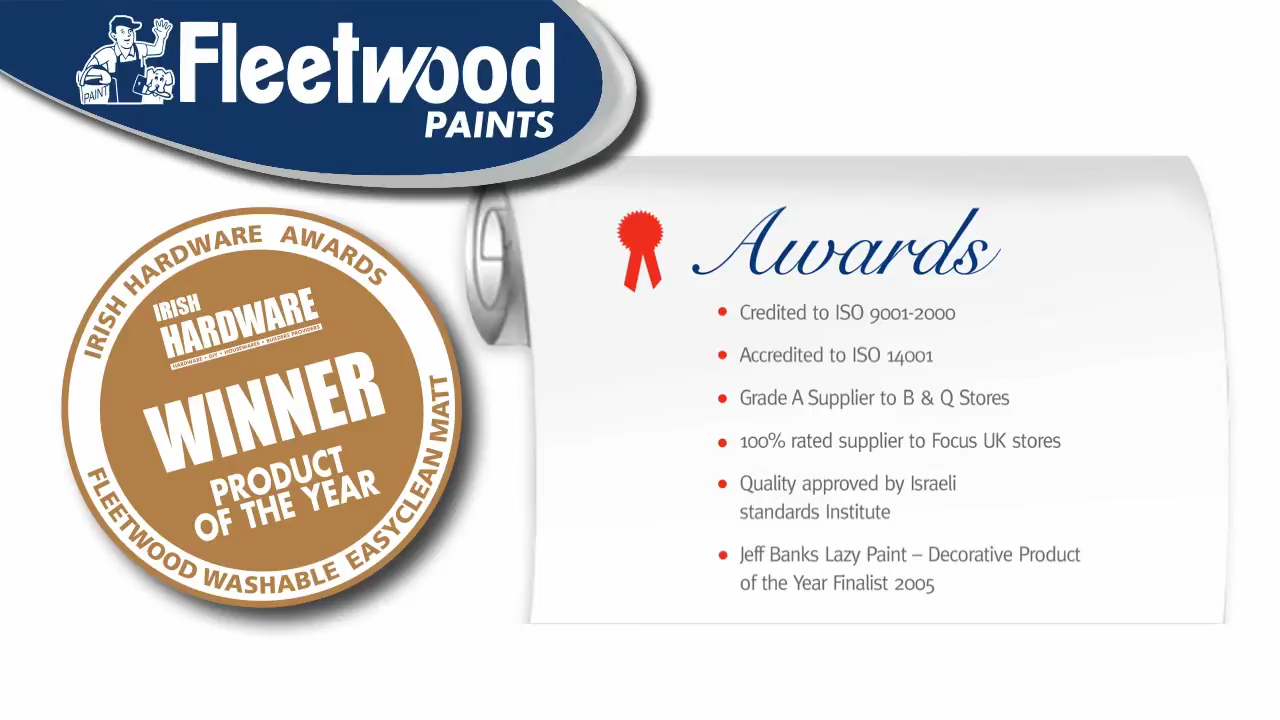 Fleetwood
PAINTS
PAINT
IRISH HARDWARE AWARDS
IRISH
HARDWARE
HARDWARE • DIY • HOUSEWARES • BUILDERS PROVIDERS
WINNER
PRODUCT
OF THE YEAR
FLEETWOOD WASHABLE EASYCLEAN MATT
Awards
• Credited to ISO 9001-2000
• Accredited to ISO 14001
• Grade A Supplier to B & Q Stores
• 100% rated supplier to Focus UK stores
• Quality approved by Israeli
standards Institute
• Jeff Banks Lazy Paint – Decorative Product
of the Year Finalist 2005